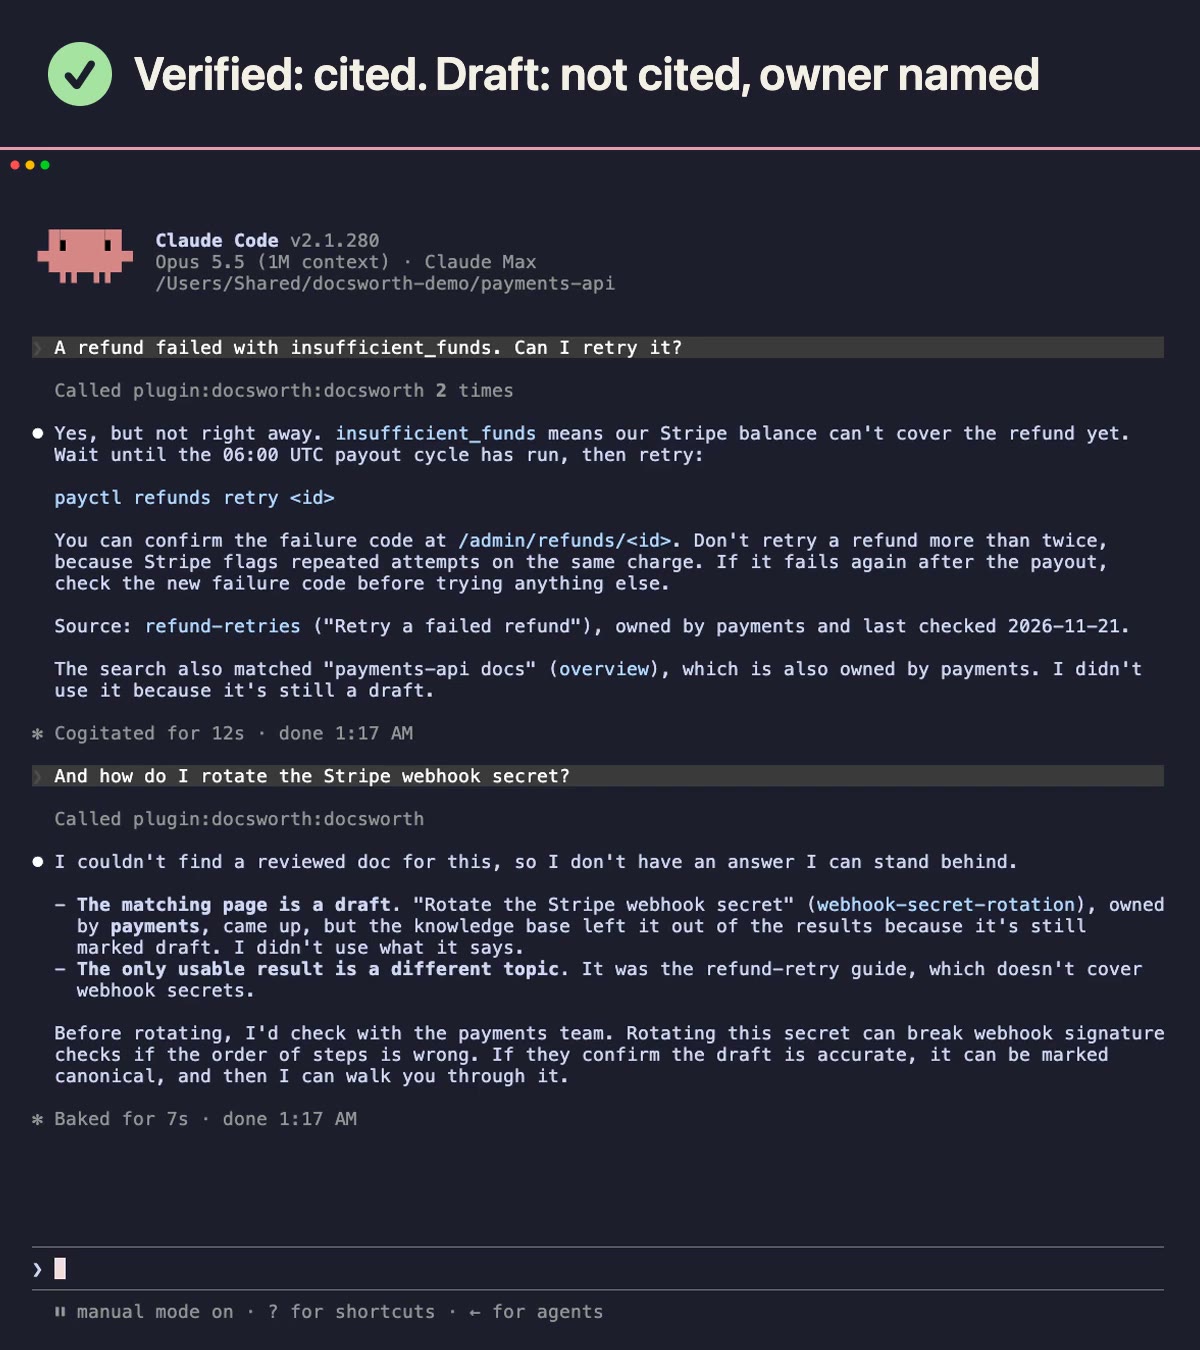 Verified: cited. Draft: not cited, owner named
Claude Code v2.1.280
Opus 5.5 (1M context) · Claude Max
/Users/Shared/docsworth-demo/payments-api
❯ A refund failed with insufficient_funds. Can I retry it?
Called plugin:docsworth:docsworth 2 times
● Yes, but not right away. insufficient_funds means our Stripe balance can't cover the refund yet.
Wait until the 06:00 UTC payout cycle has run, then retry:
payctl refunds retry <id>
You can confirm the failure code at /admin/refunds/<id>. Don't retry a refund more than twice,
because Stripe flags repeated attempts on the same charge. If it fails again after the payout,
check the new failure code before trying anything else.
Source: refund-retries ("Retry a failed refund"), owned by payments and last checked 2026-11-21.
The search also matched "payments-api docs" (overview), which is also owned by payments. I didn't
use it because it's still a draft.
✻ Cogitated for 12s · done 1:17 AM
❯ And how do I rotate the Stripe webhook secret?
Called plugin:docsworth:docsworth
● I couldn't find a reviewed doc for this, so I don't have an answer I can stand behind.
- The matching page is a draft. "Rotate the Stripe webhook secret" (webhook-secret-rotation), owned
by payments, came up, but the knowledge base left it out of the results because it's still
marked draft. I didn't use what it says.
- The only usable result is a different topic. It was the refund-retry guide, which doesn't cover
webhook secrets.
Before rotating, I'd check with the payments team. Rotating this secret can break webhook signature
checks if the order of steps is wrong. If they confirm the draft is accurate, it can be marked
canonical, and then I can walk you through it.
✻ Baked for 7s · done 1:17 AM
❯
⏸ manual mode on · ? for shortcuts · ← for agents